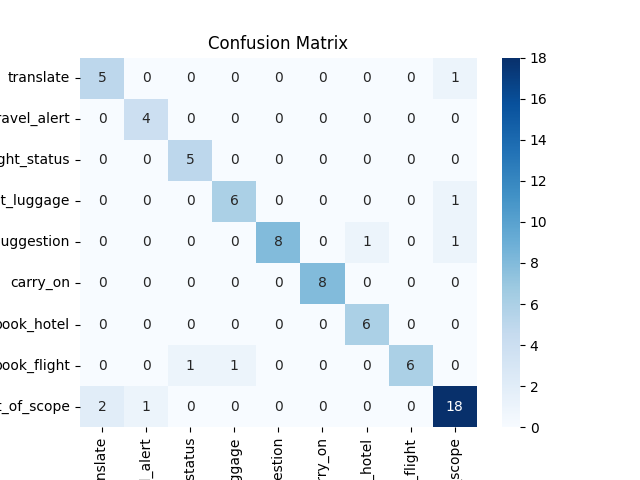 Confusion Matrix
translate 5 0 0 0 0 0 0 0 1
ravel_alert 0 4 0 0 0 0 0 0 0
ght_status 0 0 5 0 0 0 0 0 0
t_luggage 0 0 0 6 0 0 0 0 1
uggestion 0 0 0 0 8 0 1 0 1
carry_on 0 0 0 0 0 8 0 0 0
ook_hotel 0 0 0 0 0 0 6 0 0
ook_flight 0 0 1 1 0 0 0 6 0
t_of_scope 2 1 0 0 0 0 0 0 18
nslate
_alert
status
ggage
estion
rry_on
_hotel
_flight
scope
18
16
14
12
10
8
6
4
2
0